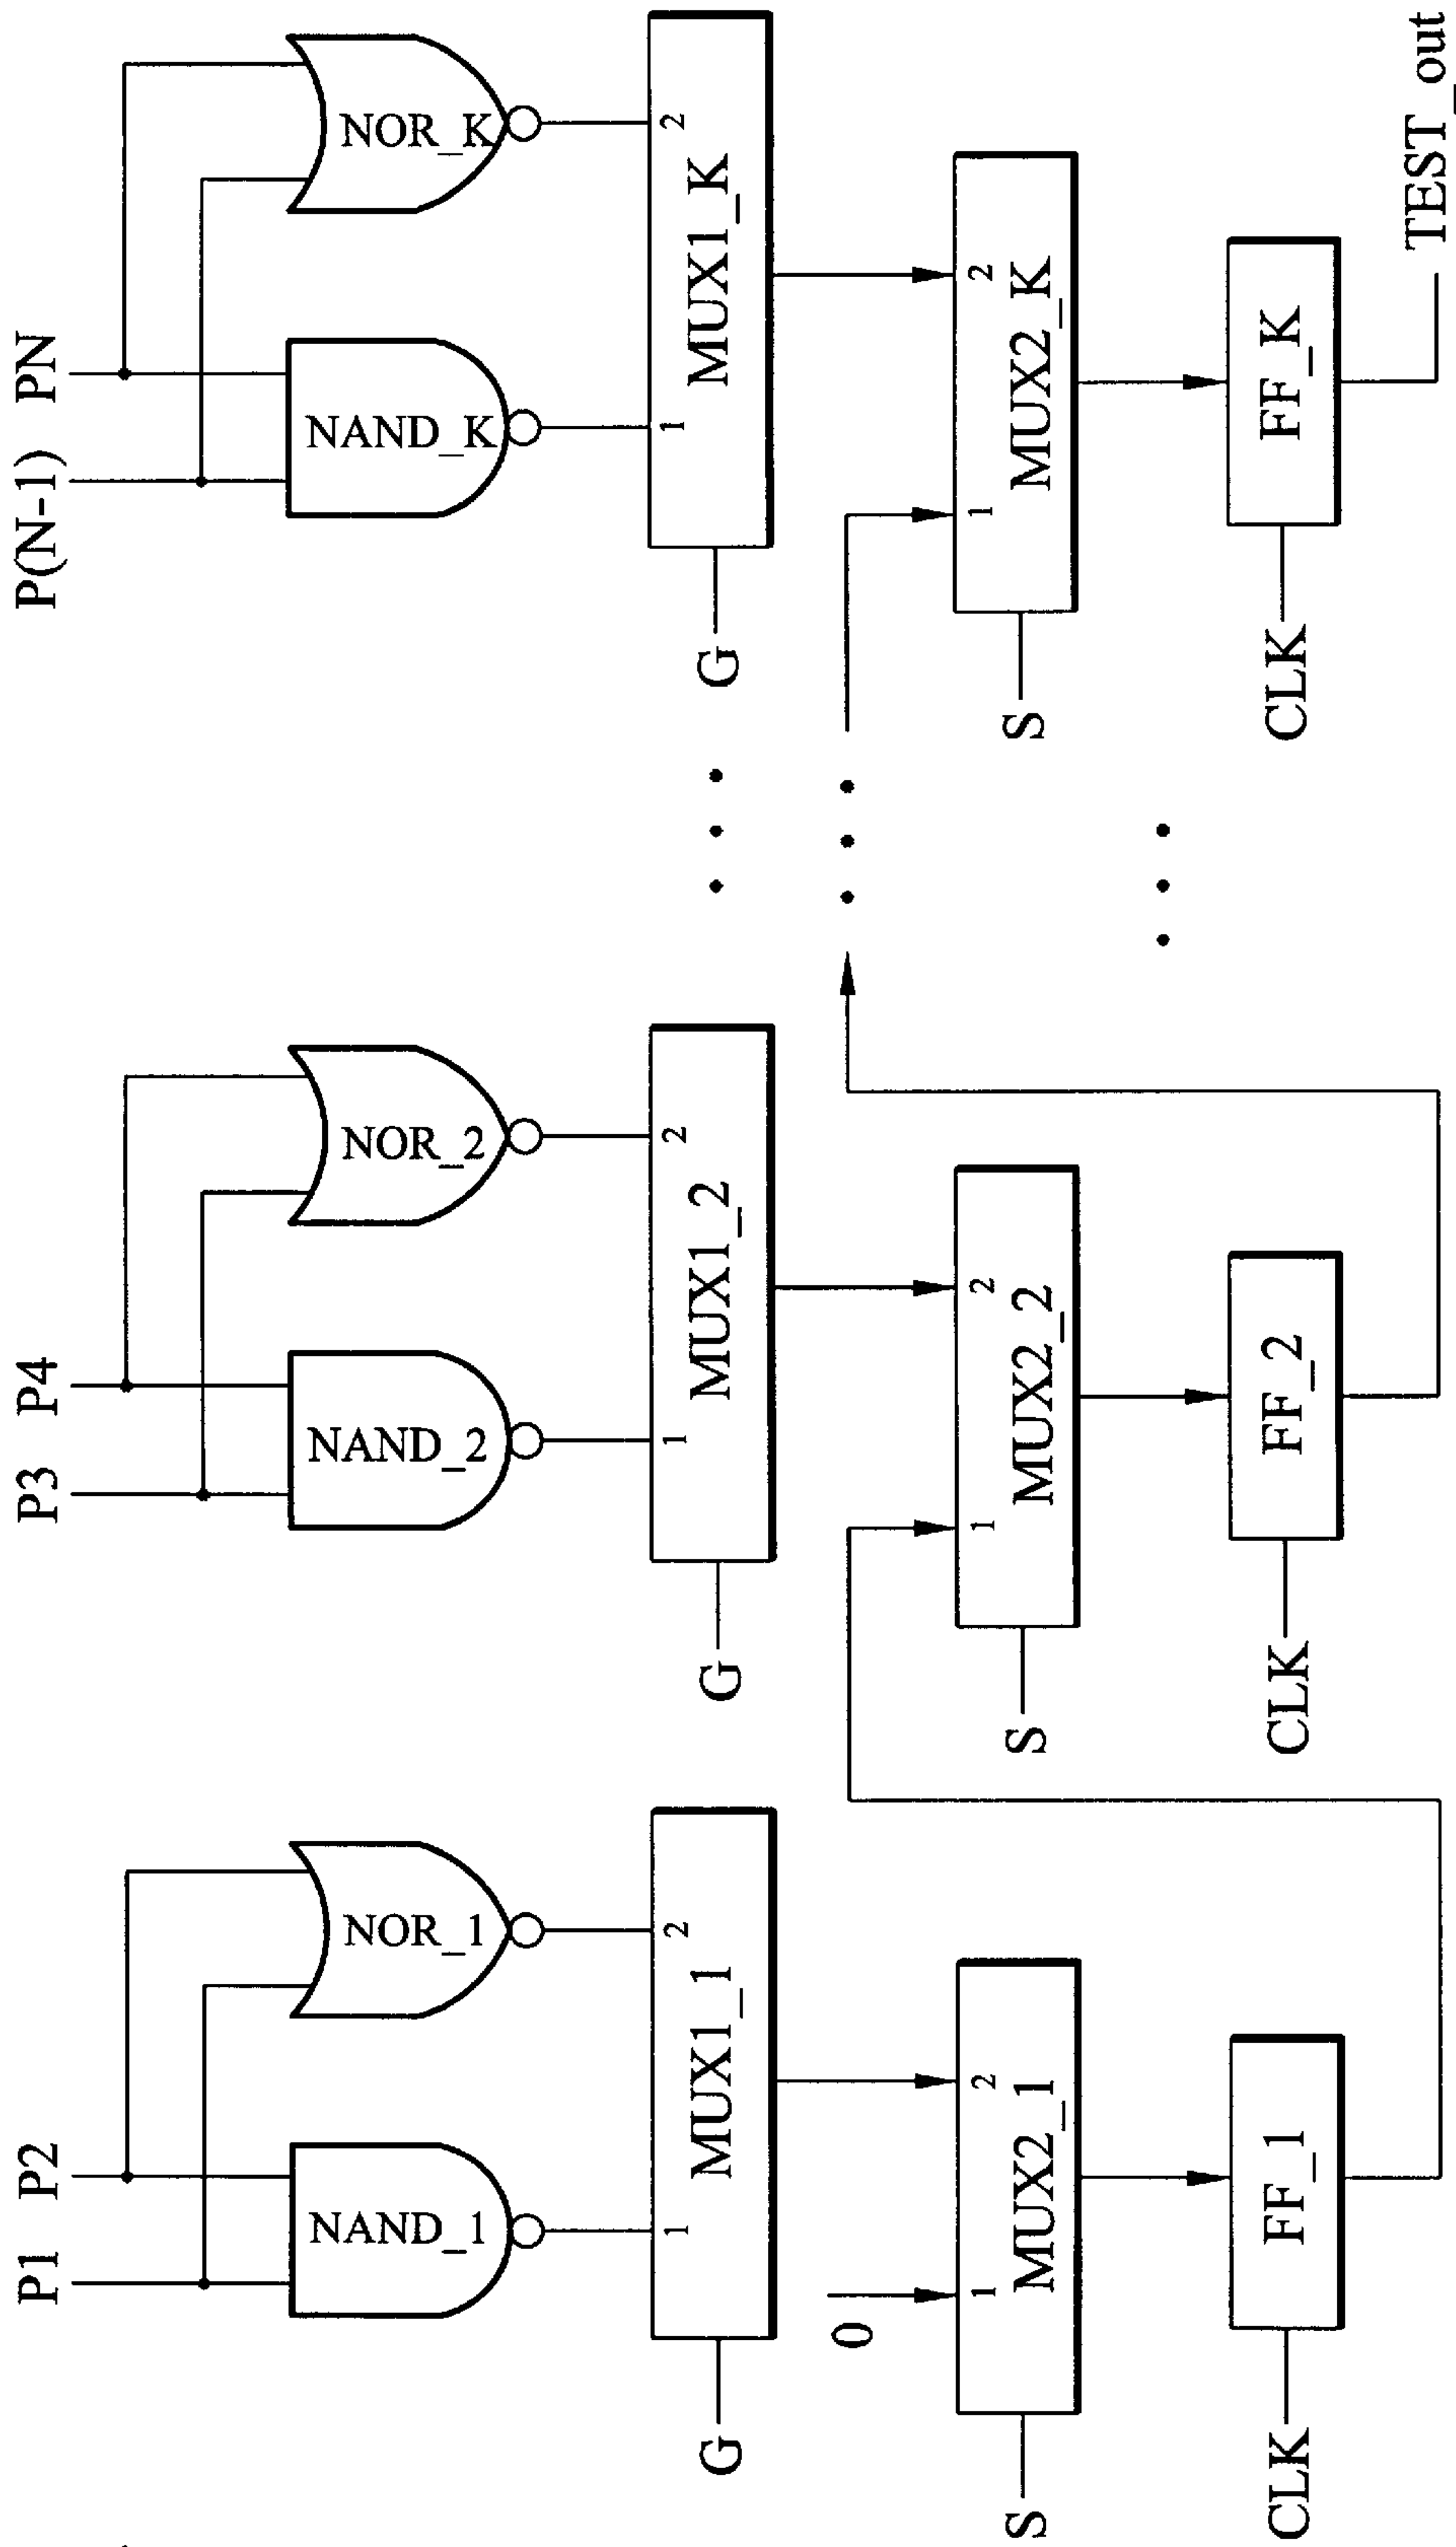 P1 P2
P3 P4
P(N-1) PN
NAND_1
NOR_1
NAND_2
NOR_2
NAND_K
NOR_K
1
2
1
2
1
2
G
MUX1_1
G
MUX1_2
G
MUX1_K
0
1
2
1
2
1
2
S
MUX2_1
S
MUX2_2
S
MUX2_K
CLK
FF_1
CLK
FF_2
CLK
FF_K
TEST_out